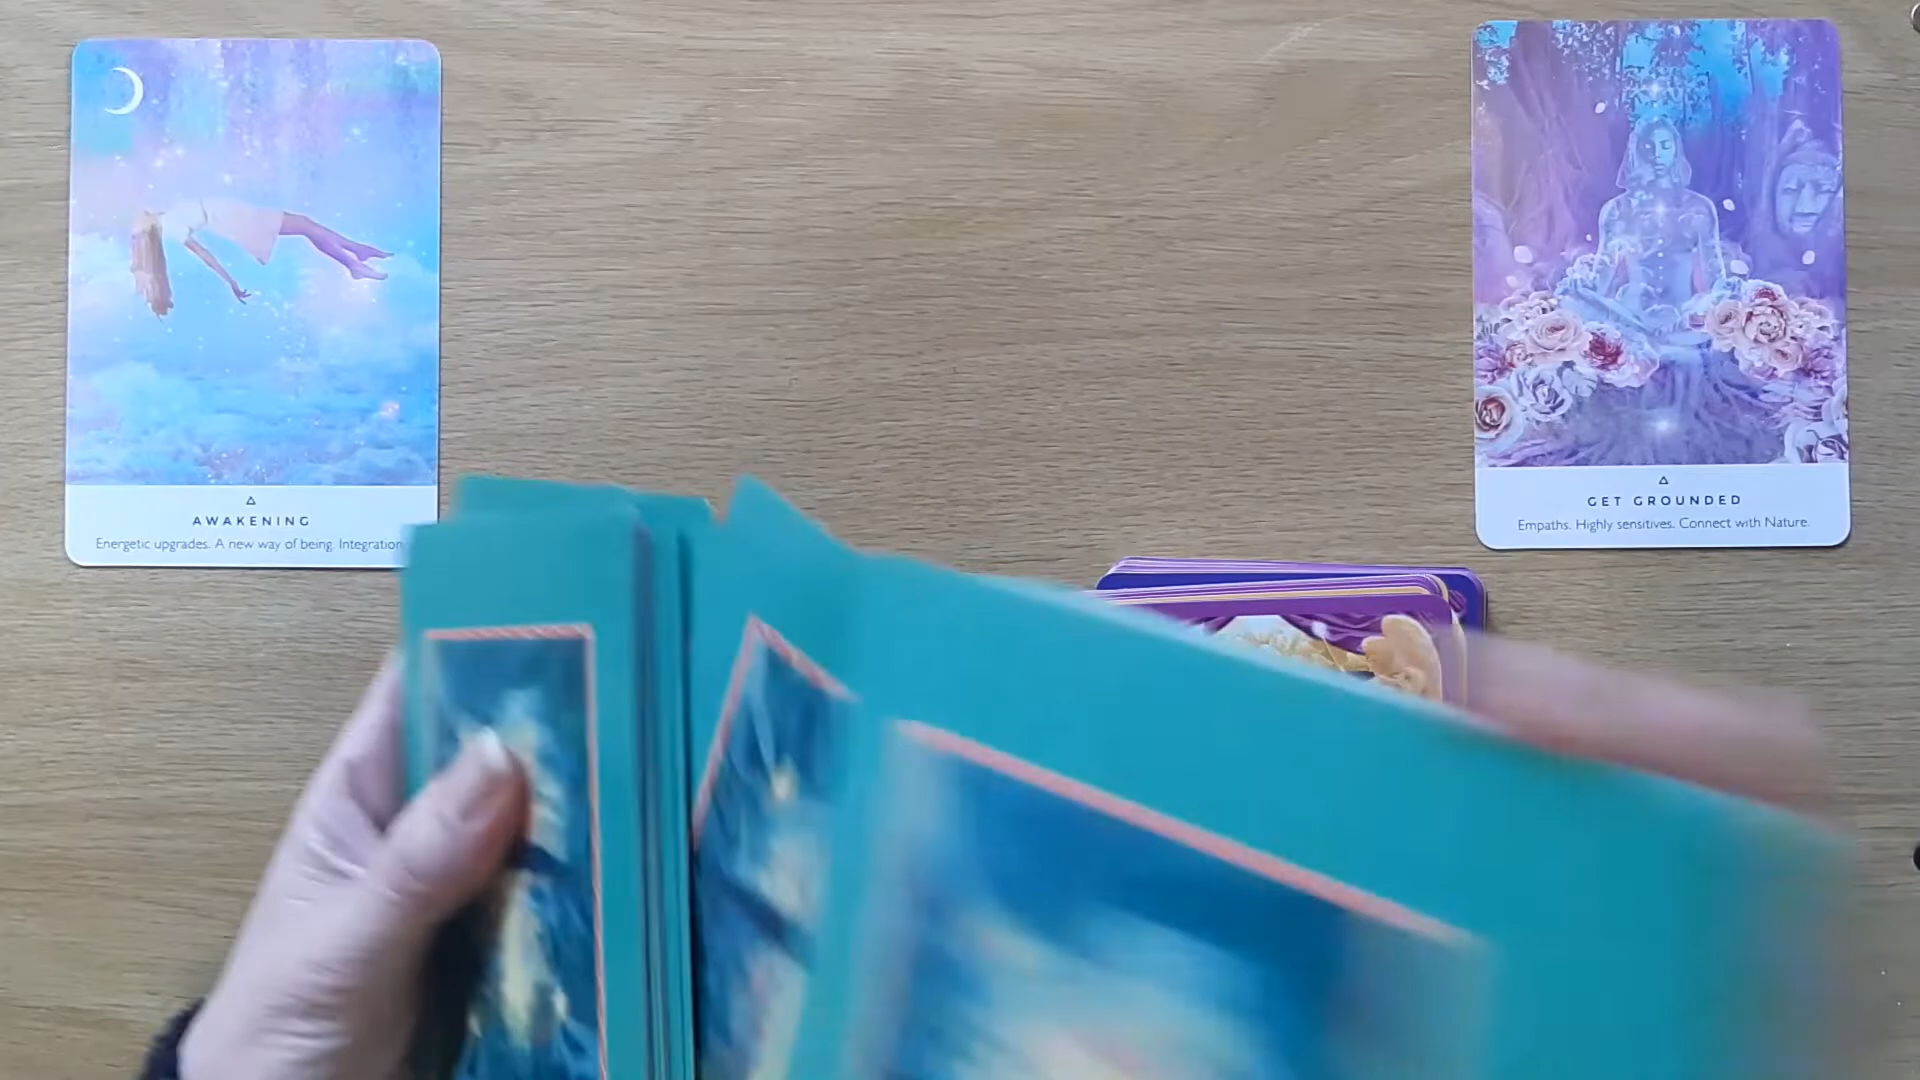 AWAKENING
Energetic upgrades. A new way of being. Integration
GET GROUNDED
Empaths. Highly sensitives. Connect with Nature.